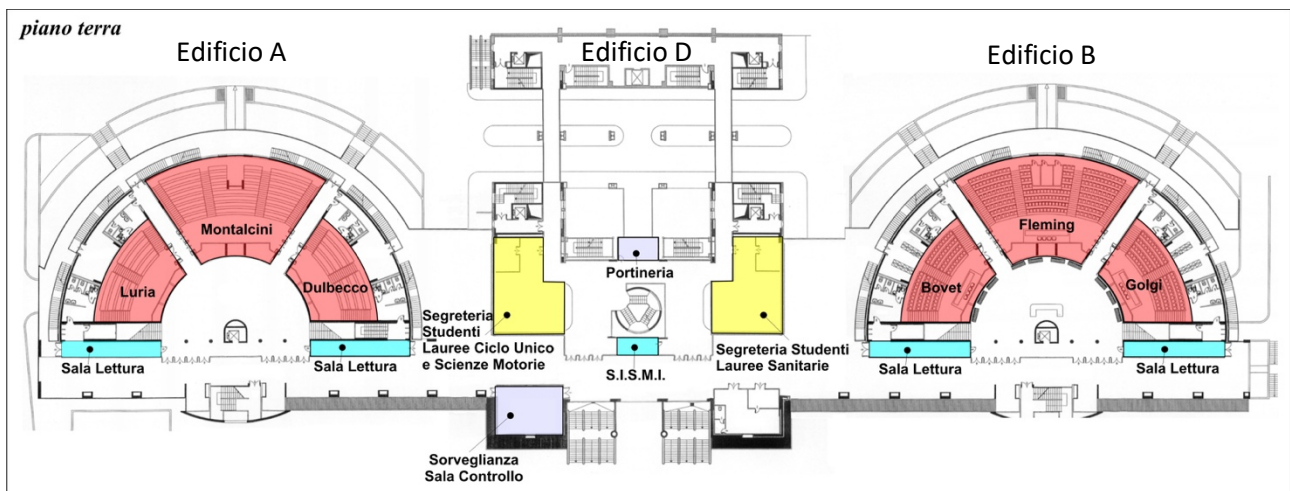 piano terra
Edificio A
Edificio D
Edificio B
Montalcini
Luria
Dulbecco
Sala Lettura
Sala Lettura
Portineria
Segreteria
Studenti
Lauree Ciclo Unico
e Scienze Motorie
S.I.S.M.I.
Segreteria Studenti
Lauree Sanitarie
Sorveglianza
Sala Controllo
Fleming
Bovet
Golgi
Sala Lettura
Sala Lettura